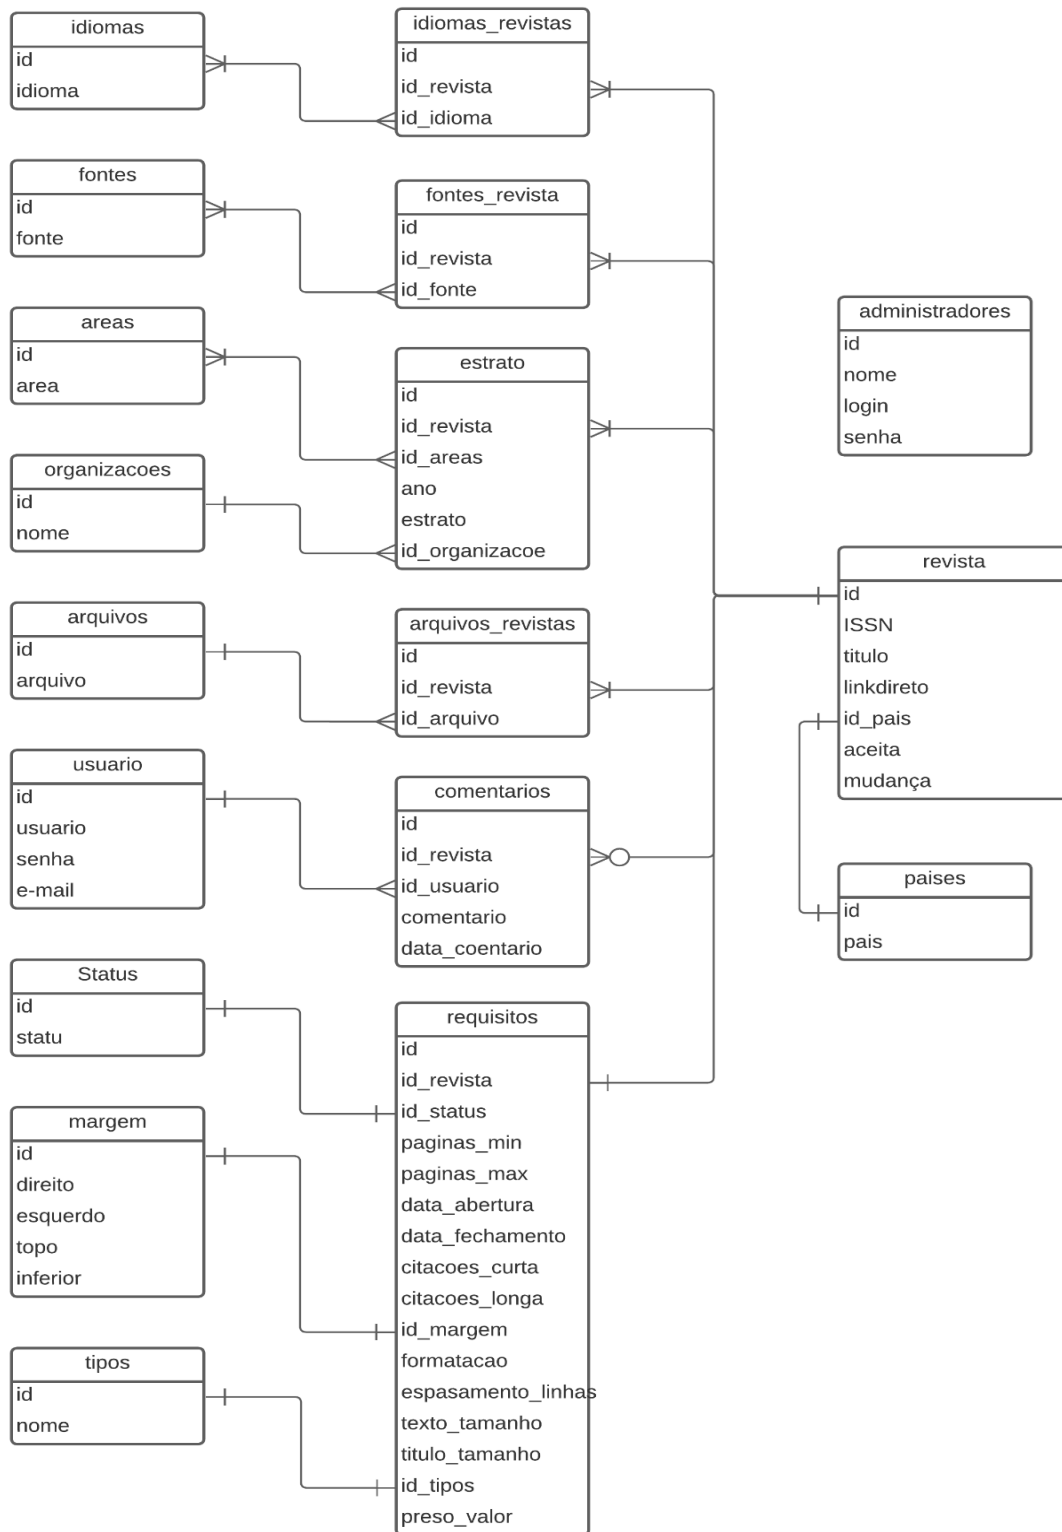 idiomas
id
idioma
fontes
id
fonte
areas
id
area
organizacoes
id
nome
arquivos
id
arquivo
usuario
id
usuario
senha
e-mail
Status
id
statu
margem
id
direito
esquerdo
topo
inferior
tipos
id
nome
idiomas_revistas
id
id_revista
id_idioma
fontes_revista
id
id_revista
id_fonte
estrato
id
id_revista
id_areas
ano
estrato
id_organizacoe
arquivos_revistas
id
id_revista
id_arquivo
comentarios
id
id_revista
id_usuario
comentario
data_coentario
requisitos
id
id_revista
id_status
paginas_min
paginas_max
data_abertura
data_fechamento
citacoes_curta
citacoes_longa
id_margem
formatacao
espasamento_linhas
texto_tamanho
titulo_tamanho
id_tipos
preso_valor
administradores
id
nome
login
senha
revista
id
ISSN
titulo
linkdireto
id_pais
aceita
mudança
paises
id
pais